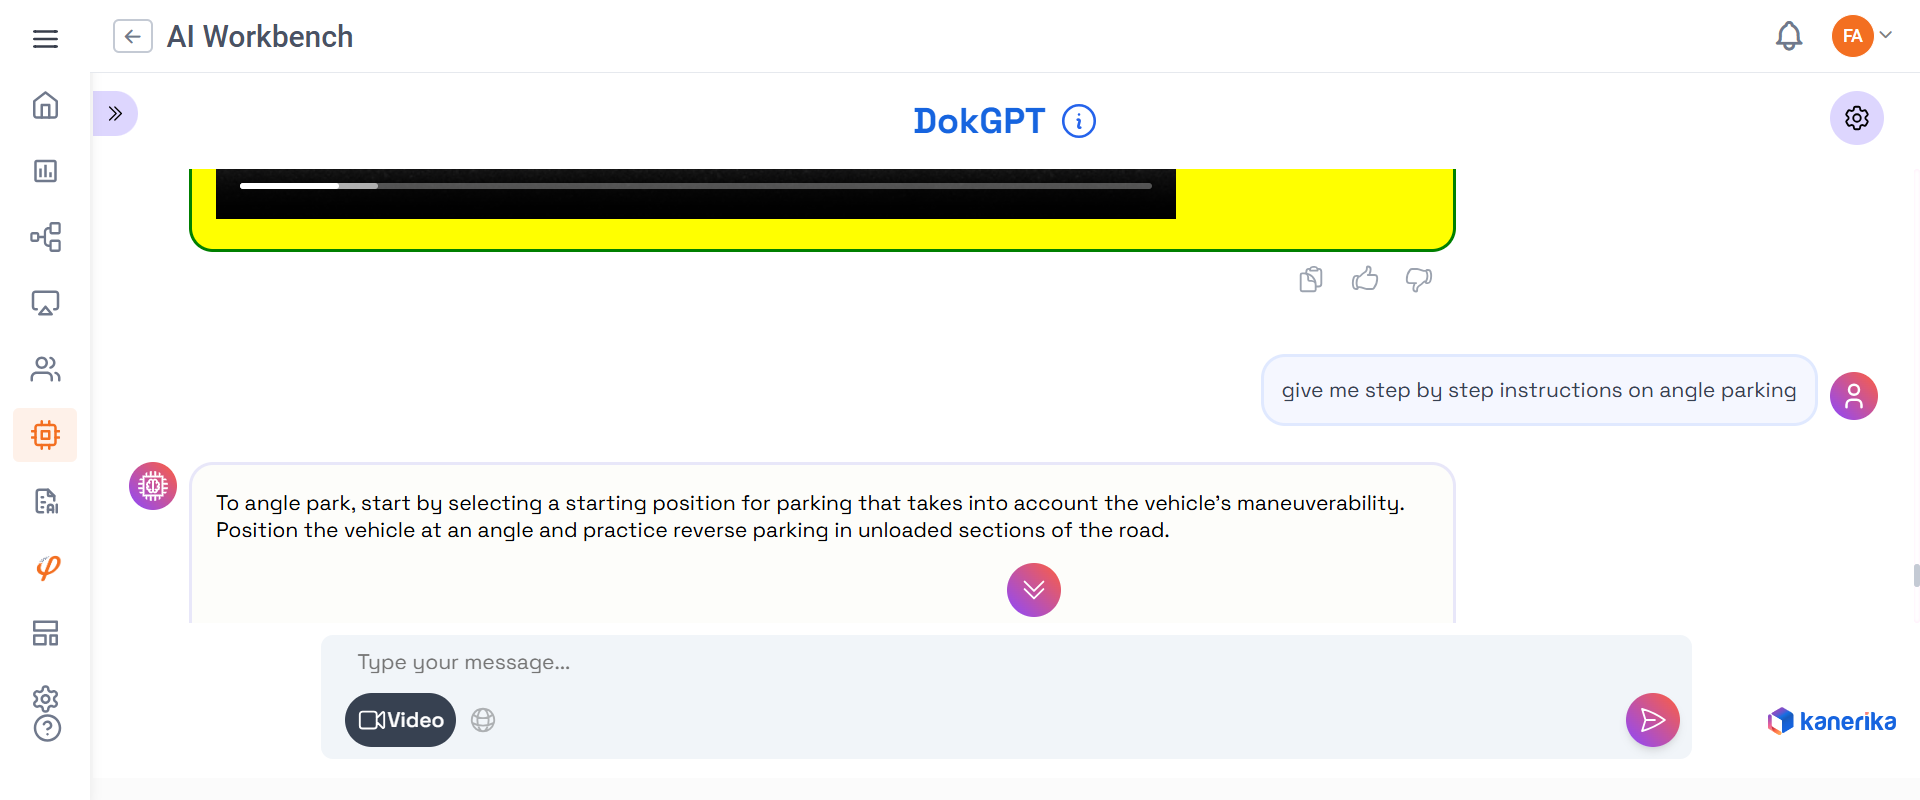 AI Workbench
FA
DokGPT
give me step by step instructions on angle parking
To angle park, start by selecting a starting position for parking that takes into account the vehicle's maneuverability.
Position the vehicle at an angle and practice reverse parking in unloaded sections of the road.
AI
Type your message...
Video
kanerika